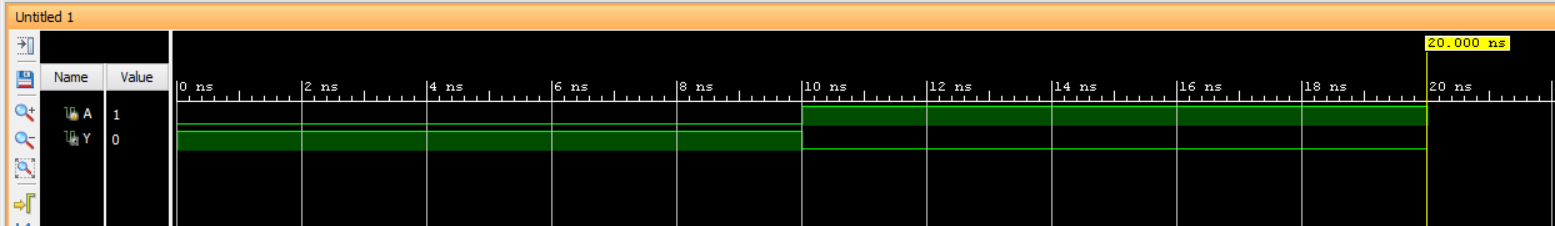 Untitled 1
20.000 ns
Name Value
0 ns 2 ns 4 ns 6 ns 8 ns 10 ns 12 ns 14 ns 16 ns 18 ns 20 ns
A 1
Y 0